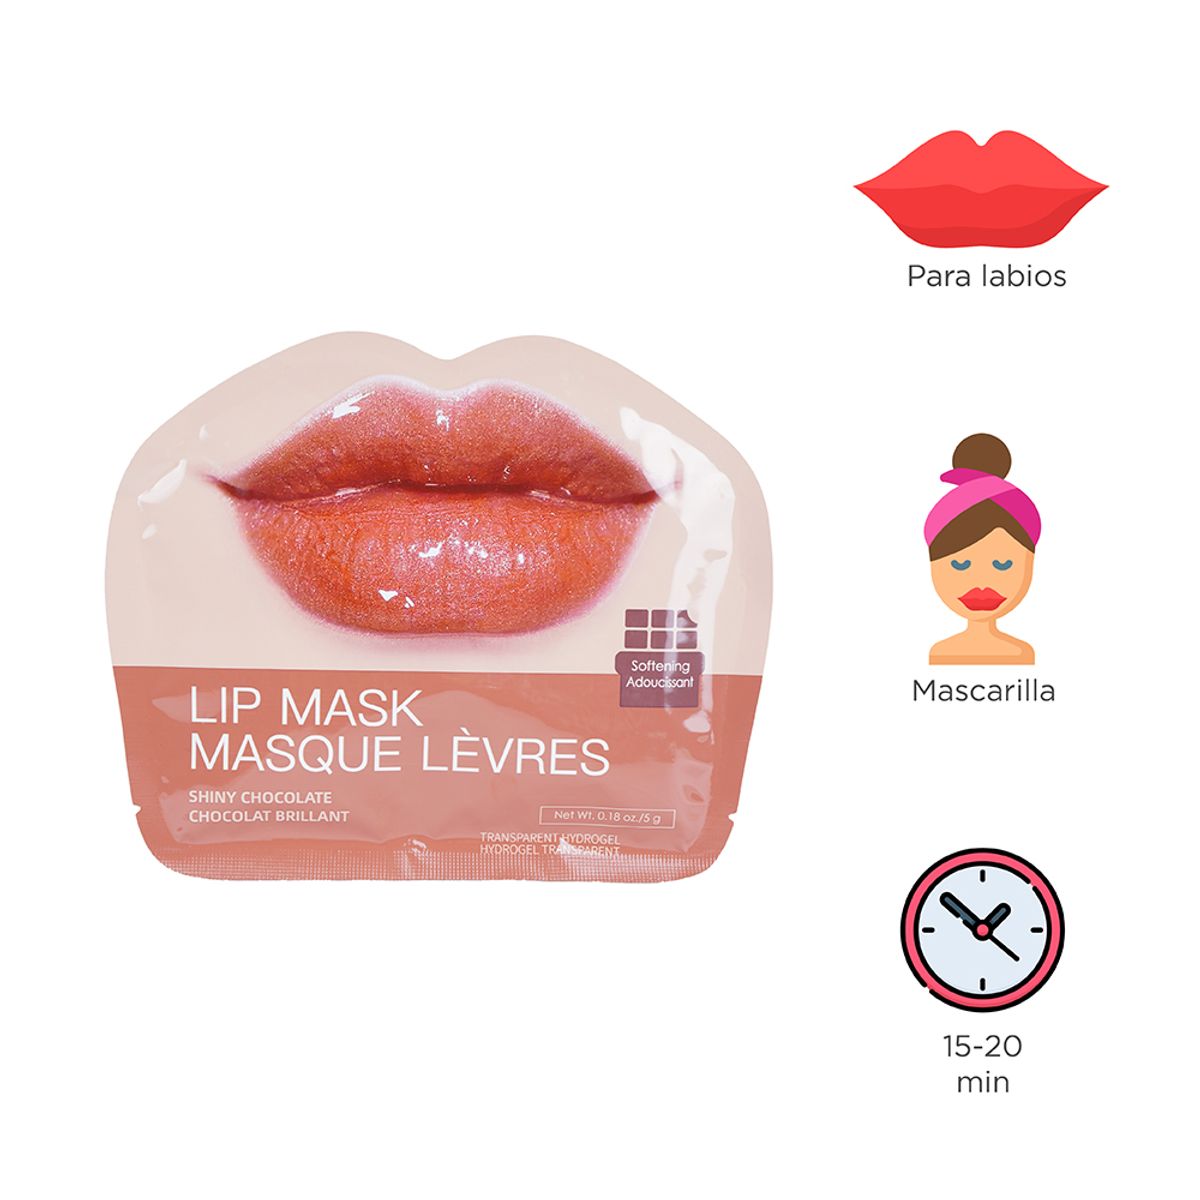 Para labios
Softening
Adoucissant
LIP MASK
MASQUE LÈVRES
SHINY CHOCOLATE
CHOCOLAT BRILLANT
Net Wt. 0.18 oz./5 g
TRANSPARENT HYDROGEL
HYDROGEL TRANSPARENT
Mascarilla
15-20
min